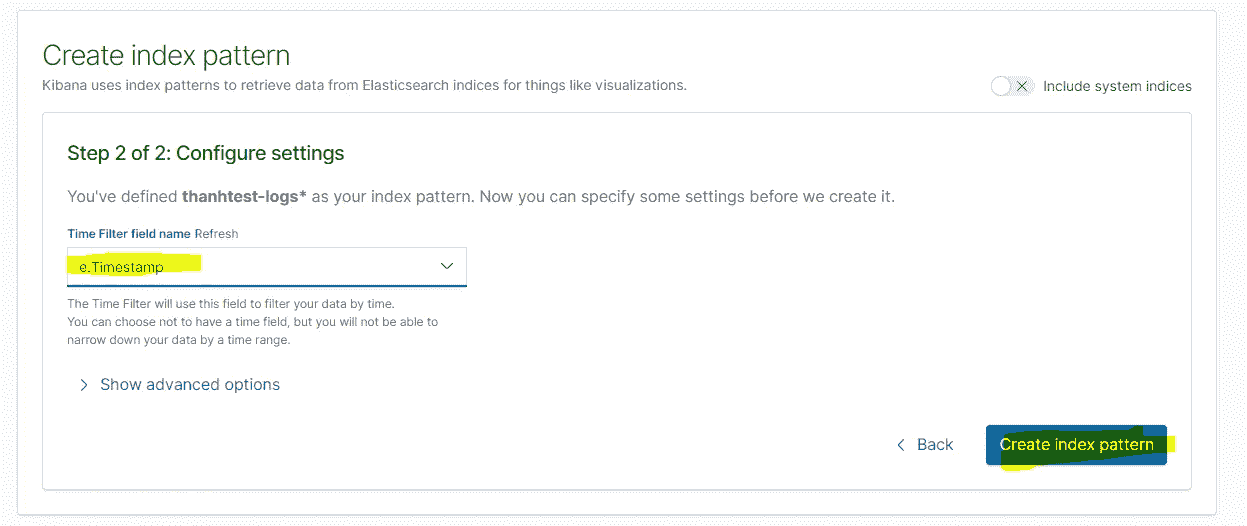 Create index pattern
Kibana uses index patterns to retrieve data from Elasticsearch indices for things like visualizations.
Include system indices
Step 2 of 2: Configure settings
You've defined thanhtest-logs* as your index pattern. Now you can specify some settings before we create it.
Time Filter field name Refresh
e.Timestamp
The Time Filter will use this field to filter your data by time.
You can choose not to have a time field, but you will not be able to
narrow down your data by a time range.
Show advanced options
Back
Create index pattern